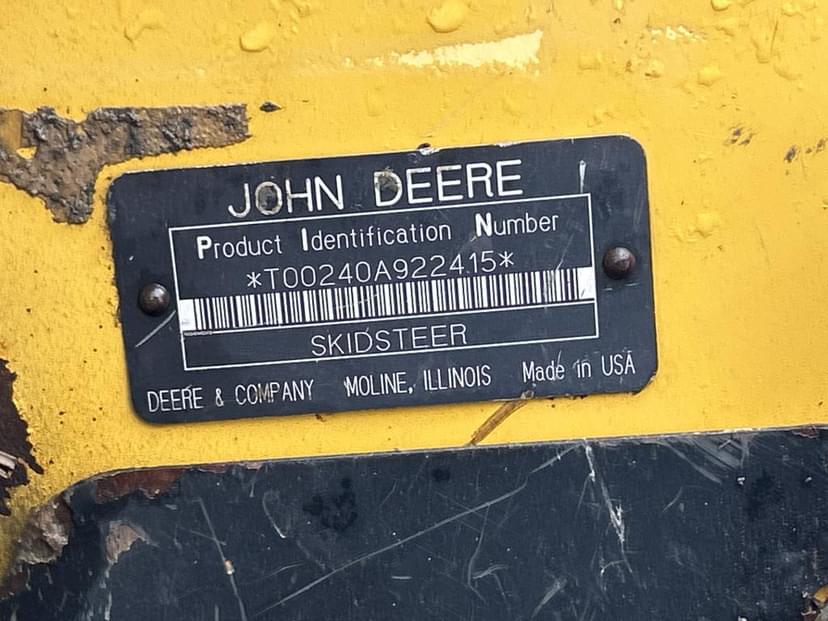 JOHN DEERE
Product Identification Number
*T00240A922415*
SKIDSTEER
DEERE & COMPANY MOLINE, ILLINOIS Made in USA